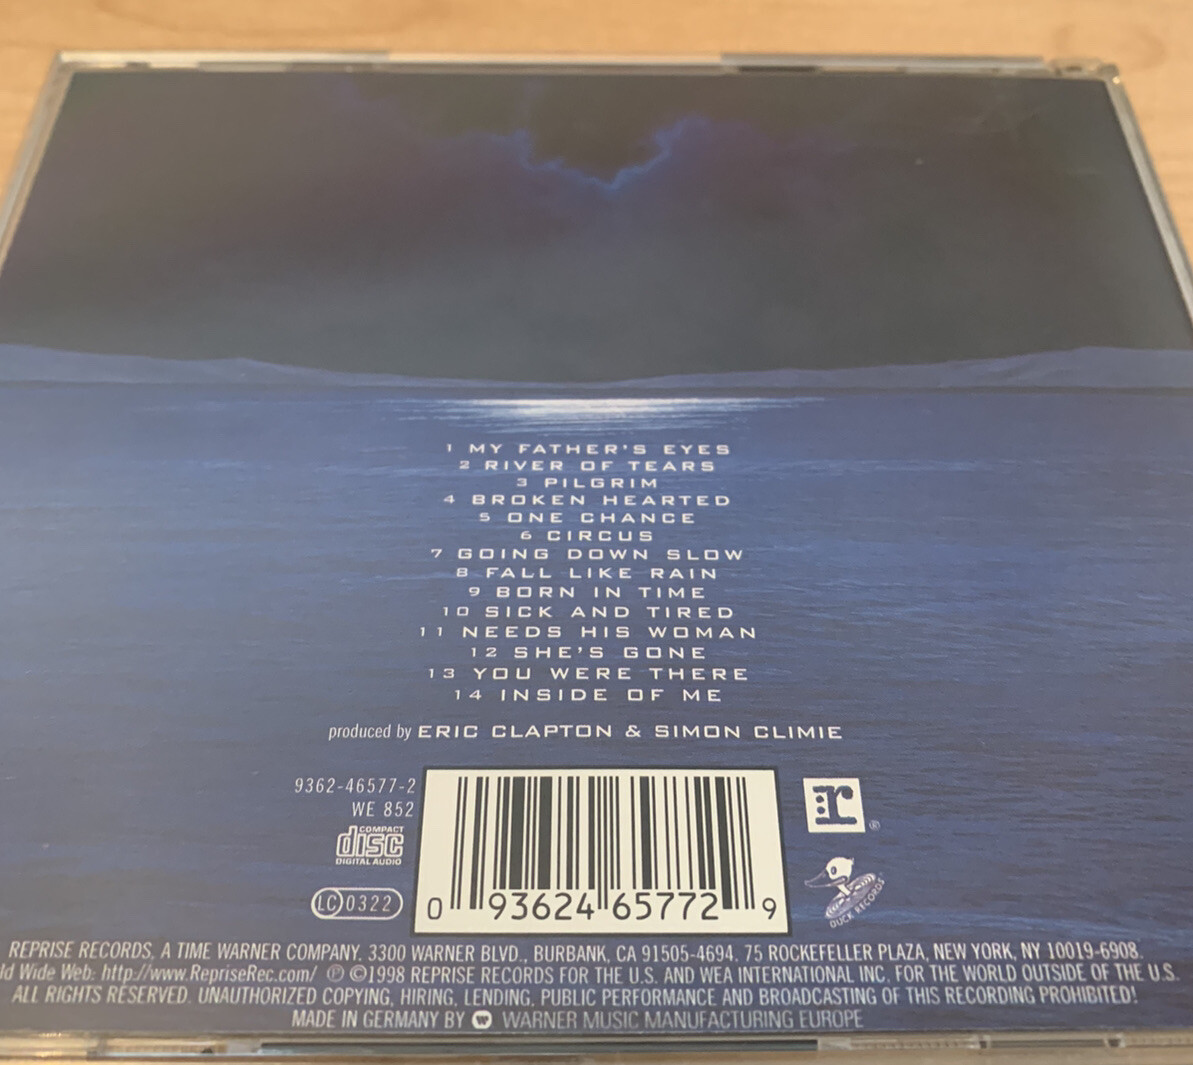 1 MY FATHER'S EYES
2 RIVER OF TEARS
3 PILGRIM
4 BROKEN HEARTED
5 ONE CHANCE
6 CIRCUS
7 GOING DOWN SLOW
8 FALL LIKE RAIN
9 BORN IN TIME
10 SICK AND TIRED
11 NEEDS HIS WOMAN
12 SHE'S GONE
13 YOU WERE THERE
14 INSIDE OF ME
produced by ERIC CLAPTON & SIMON CLIMIE
9362-46577-2
WE 852
COMPACT
disc
DIGITAL AUDIO
LC 0322
0 93624 65772 9
r ®
DUCK RECORDS
REPRISE RECORDS, A TIME WARNER COMPANY. 3300 WARNER BLVD., BURBANK, CA 91505-4694. 75 ROCKEFELLER PLAZA, NEW YORK, NY 10019-6908.
ld Wide Web: http://www.RepriseRec.com/ ℗ ©1998 REPRISE RECORDS FOR THE U.S. AND WEA INTERNATIONAL INC. FOR THE WORLD OUTSIDE OF THE U.S.
ALL RIGHTS RESERVED. UNAUTHORIZED COPYING, HIRING, LENDING, PUBLIC PERFORMANCE AND BROADCASTING OF THIS RECORDING PROHIBITED!
MADE IN GERMANY BY W WARNER MUSIC MANUFACTURING EUROPE